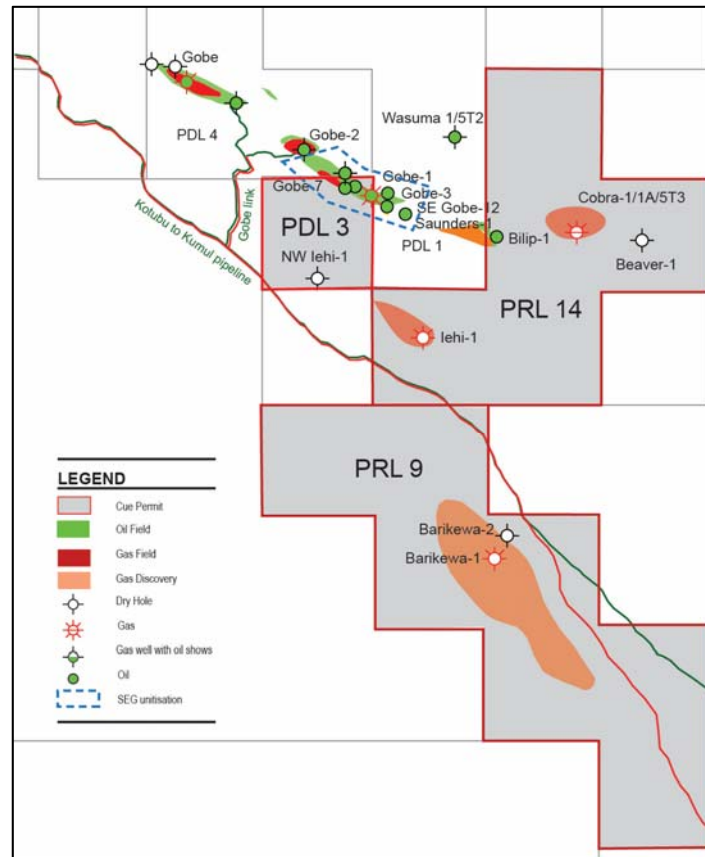 Gobe
Wasuma 1/5T2
PDL 4
Gobe-2
Gobe-1
Gobe-7
Gobe-3
SE Gobe-12
Saunders-1
Cobra-1/1A/5T3
Gobe link
PDL 3
PDL 1
Bilip-1
Beaver-1
Kotubu to Kumul pipeline
NW Iehi-1
PRL 14
Iehi-1
PRL 9
LEGEND
Cue Permit
Oil Field
Gas Field
Gas Discovery
Dry Hole
Gas
Gas well with oil shows
Oil
SEG unitisation
Barikewa-2
Barikewa-1